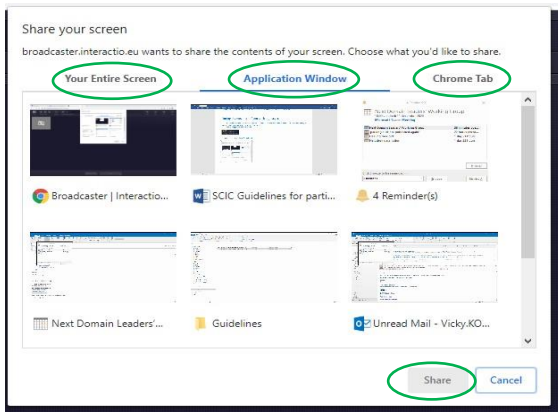 Share your screen
broadcaster.interactio.eu wants to share the contents of your screen. Choose what you'd like to share.
Your Entire Screen Application Window Chrome Tab
Broadcaster | Interactio... SCIC Guidelines for parti... 4 Reminder(s)
Next Domain Leaders'... Guidelines Unread Mail - Vicky.KO...
Share Cancel